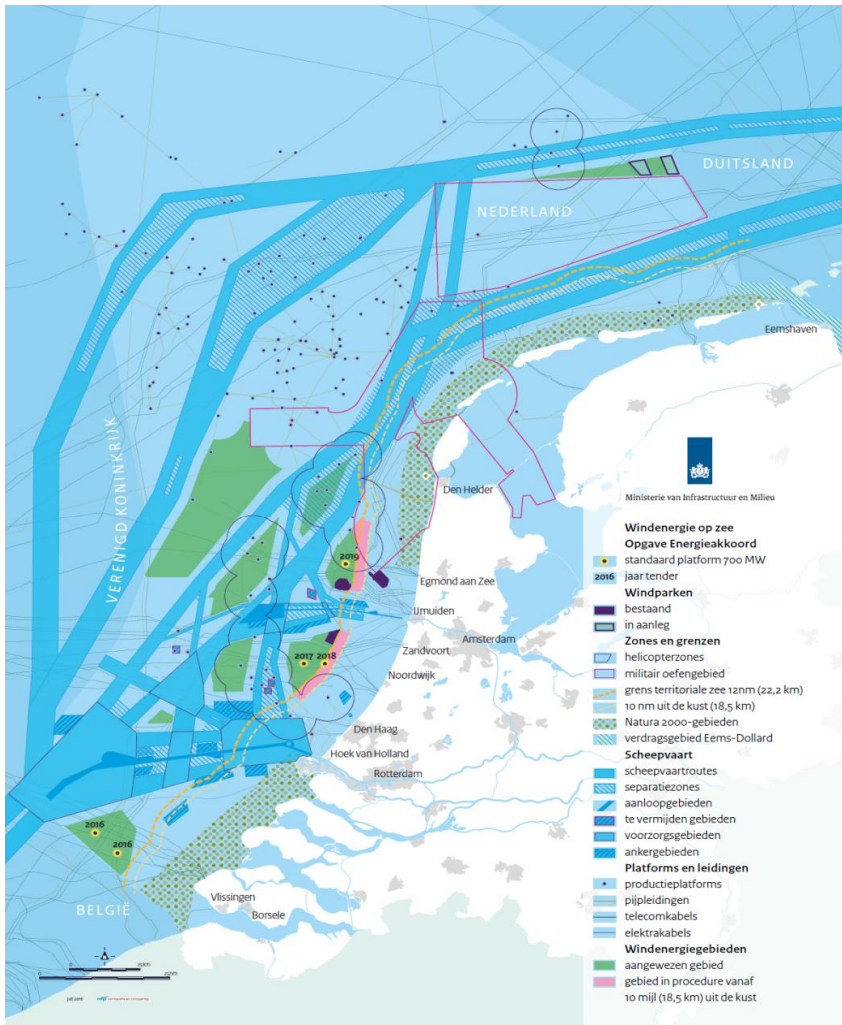 DUITSLAND
NEDERLAND
Eemshaven
VERENIGD KONINKRIJK
Den Helder
2019
Egmond aan Zee
IJmuiden
Amsterdam
Zandvoort
2017
2018
Noordwijk
Den Haag
Hoek van Holland
Rotterdam
2016
2016
Vlissingen
Borsele
BELGIË
Ministerie van Infrastructuur en Milieu
Windenergie op zee
Opgave Energieakkoord
standaard platform 700 MW
2016 jaar tender
Windparken
bestaand
in aanleg
Zones en grenzen
helicopterzones
militair oefengebied
grens territoriale zee 12nm (22,2 km)
10 nm uit de kust (18,5 km)
Natura 2000-gebieden
verdragsgebied Eems-Dollard
Scheepvaart
scheepvaartroutes
separatiezones
aanloopgebieden
te vermijden gebieden
voorzorgsgebieden
ankergebieden
Platforms en leidingen
productieplatforms
pijpleidingen
telecomkabels
elektrakabels
Windenergiegebieden
aangewezen gebied
gebied in procedure vanaf
10 mijl (18,5 km) uit de kust